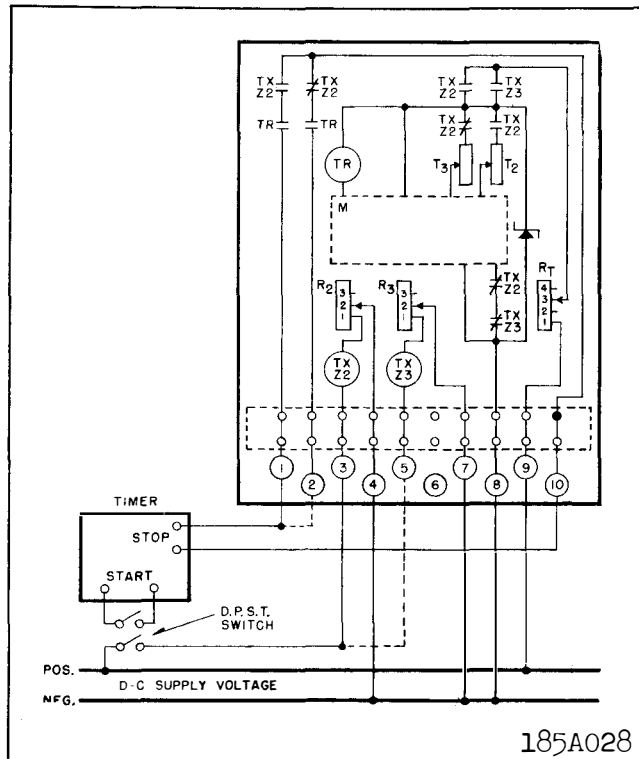 TX Z2
TX Z2
TX Z2
TX Z3
TR
TR
TX Z2
TX Z2
TR
T3
T2
M
TX Z2
R2
3
2
1
R3
3
2
1
TX Z3
RT
4
3
2
1
TX Z2
TX Z3
1
2
3
4
5
6
7
8
9
10
TIMER
STOP
START
D.P.S.T. SWITCH
POS.
D-C SUPPLY VOLTAGE
NEG.
185A028